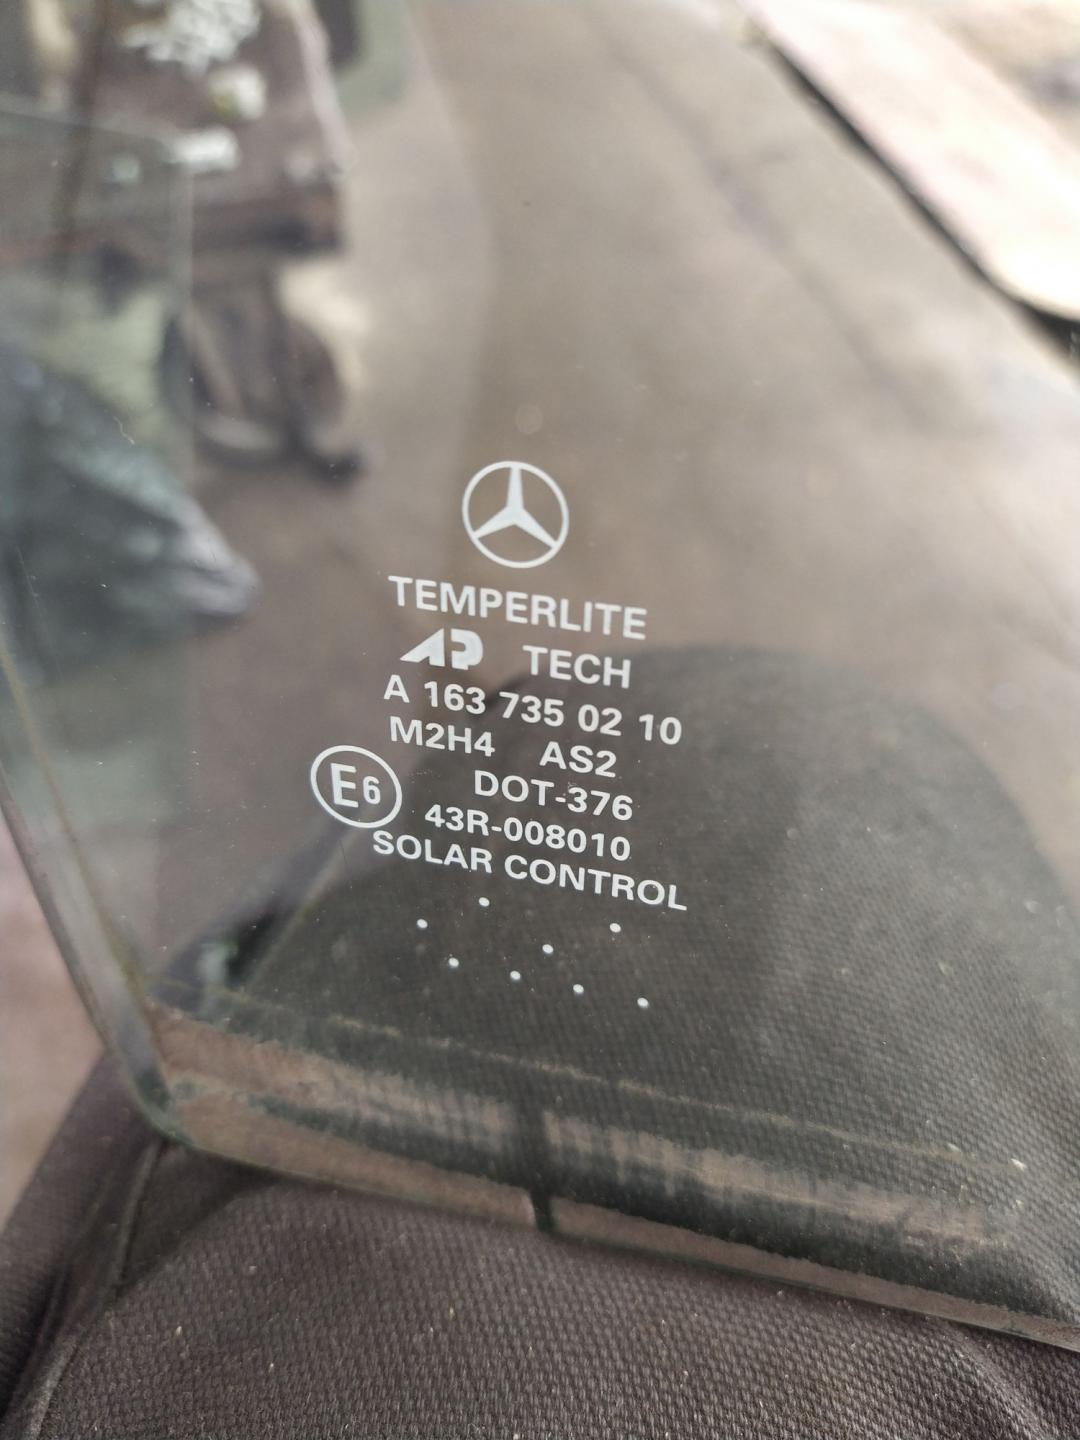 TEMPERLITE
AP TECH
A 163 735 02 10
M2H4 AS2
DOT-376
E6 43R-008010
SOLAR CONTROL